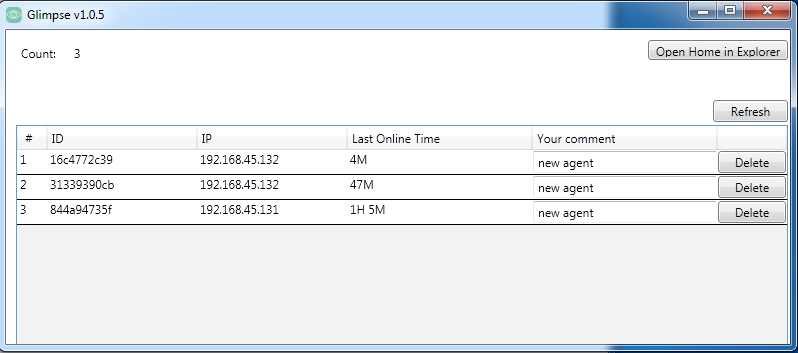 Glimpse v1.0.5
Count: 3
Open Home in Explorer
Refresh
# ID IP Last Online Time Your comment
1 16c4772c39 192.168.45.132 4M new agent Delete
2 31339390cb 192.168.45.132 47M new agent Delete
3 844a94735f 192.168.45.131 1H 5M new agent Delete